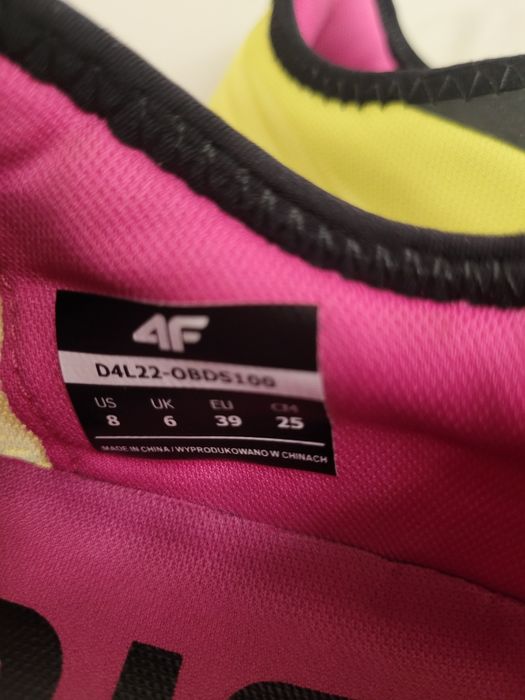 4F
D4L22-OBDS100
US UK EU CM
8 6 39 25
MADE IN CHINA / WYPRODUKOWANO W CHINACH